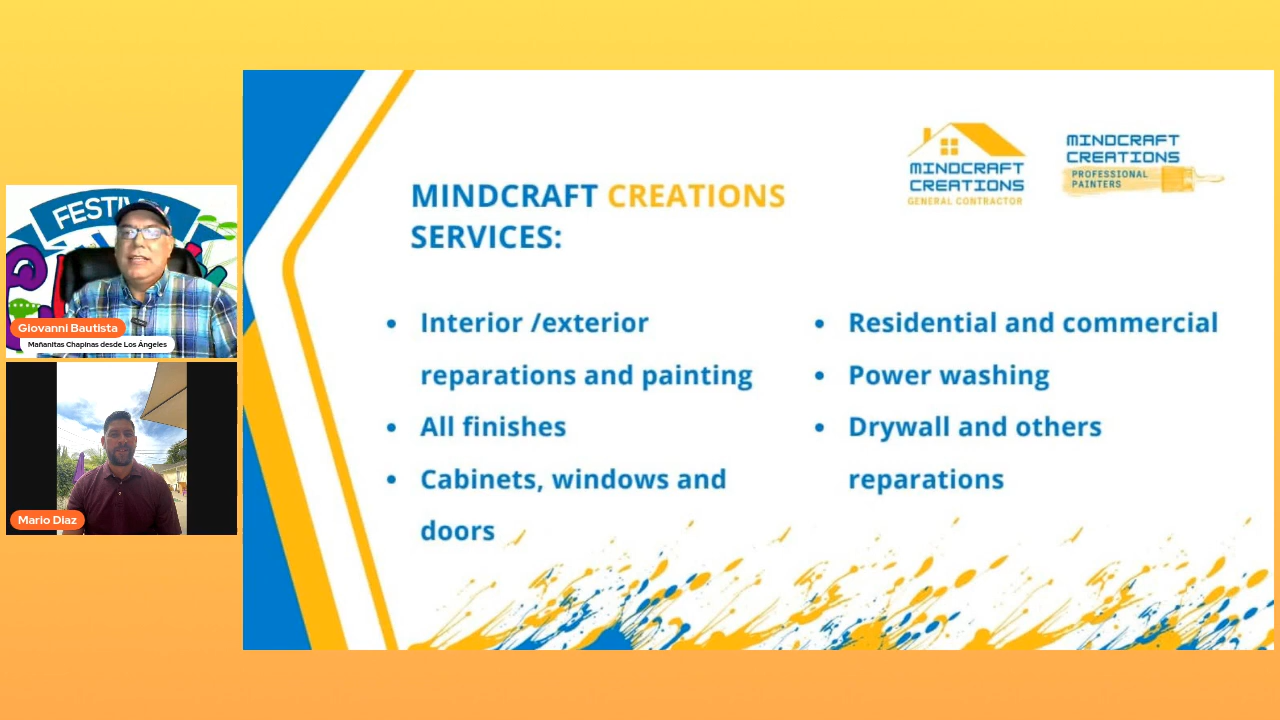 FESTIV
Giovanni Bautista
Mañanitas Chapinas desde Los Ángeles
Mario Diaz
MINDCRAFT CREATIONS
SERVICES:
MINDCRAFT
CREATIONS
GENERAL CONTRACTOR
MINDCRAFT
CREATIONS
PROFESSIONAL
PAINTERS
• Interior /exterior
reparations and painting
• All finishes
• Cabinets, windows and
doors
• Residential and commercial
• Power washing
• Drywall and others
reparations